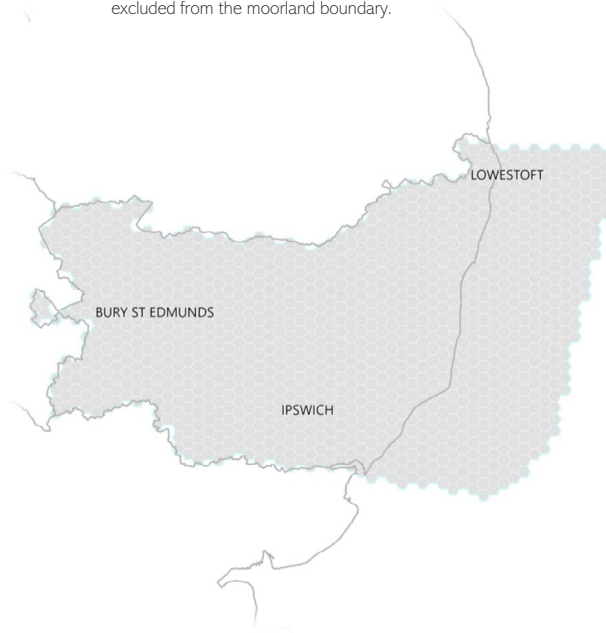 excluded from the moorland boundary.
LOWESTOFT
BURY ST EDMUNDS
IPSWICH